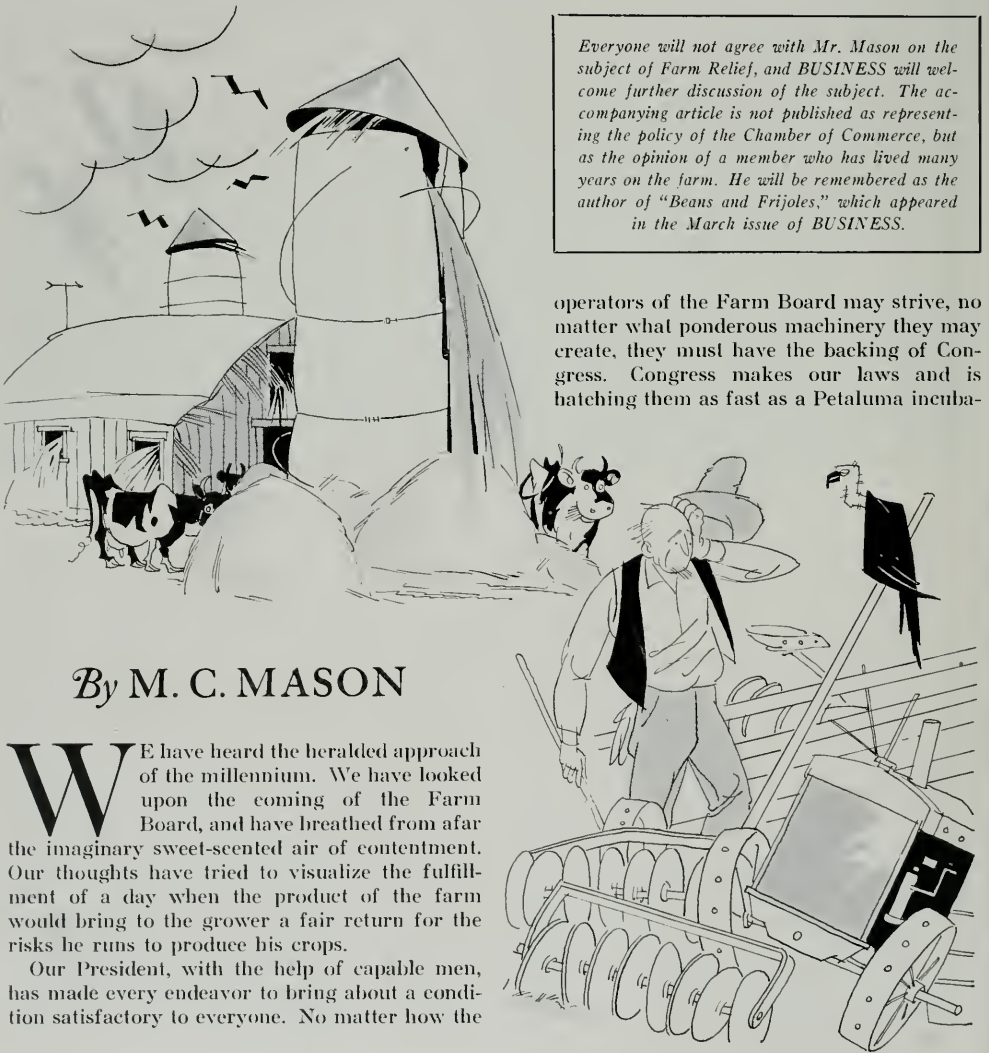 Everyone will not agree with Mr. Mason on the
subject of Farm Relief, and BUSINESS will wel-
come further discussion of the subject. The ac-
companying article is not published as represent-
ing the policy of the Chamber of Commerce, but
as the opinion of a member who has lived many
years on the farm. He will be remembered as the
author of "Beans and Frijoles," which appeared
in the March issue of BUSINESS.
By M. C. MASON
WE have heard the heralded approach
of the millennium. We have looked
upon the coming of the Farm
Board, and have breathed from afar
the imaginary sweet-scented air of contentment.
Our thoughts have tried to visualize the fulfill-
ment of a day when the product of the farm
would bring to the grower a fair return for the
risks he runs to produce his crops.
Our President, with the help of capable men,
has made every endeavor to bring about a condi-
tion satisfactory to everyone. No matter how the
operators of the Farm Board may strive, no
matter what ponderous machinery they may
create, they must have the backing of Con-
gress. Congress makes our laws and is
hatching them as fast as a Petaluma incuba-